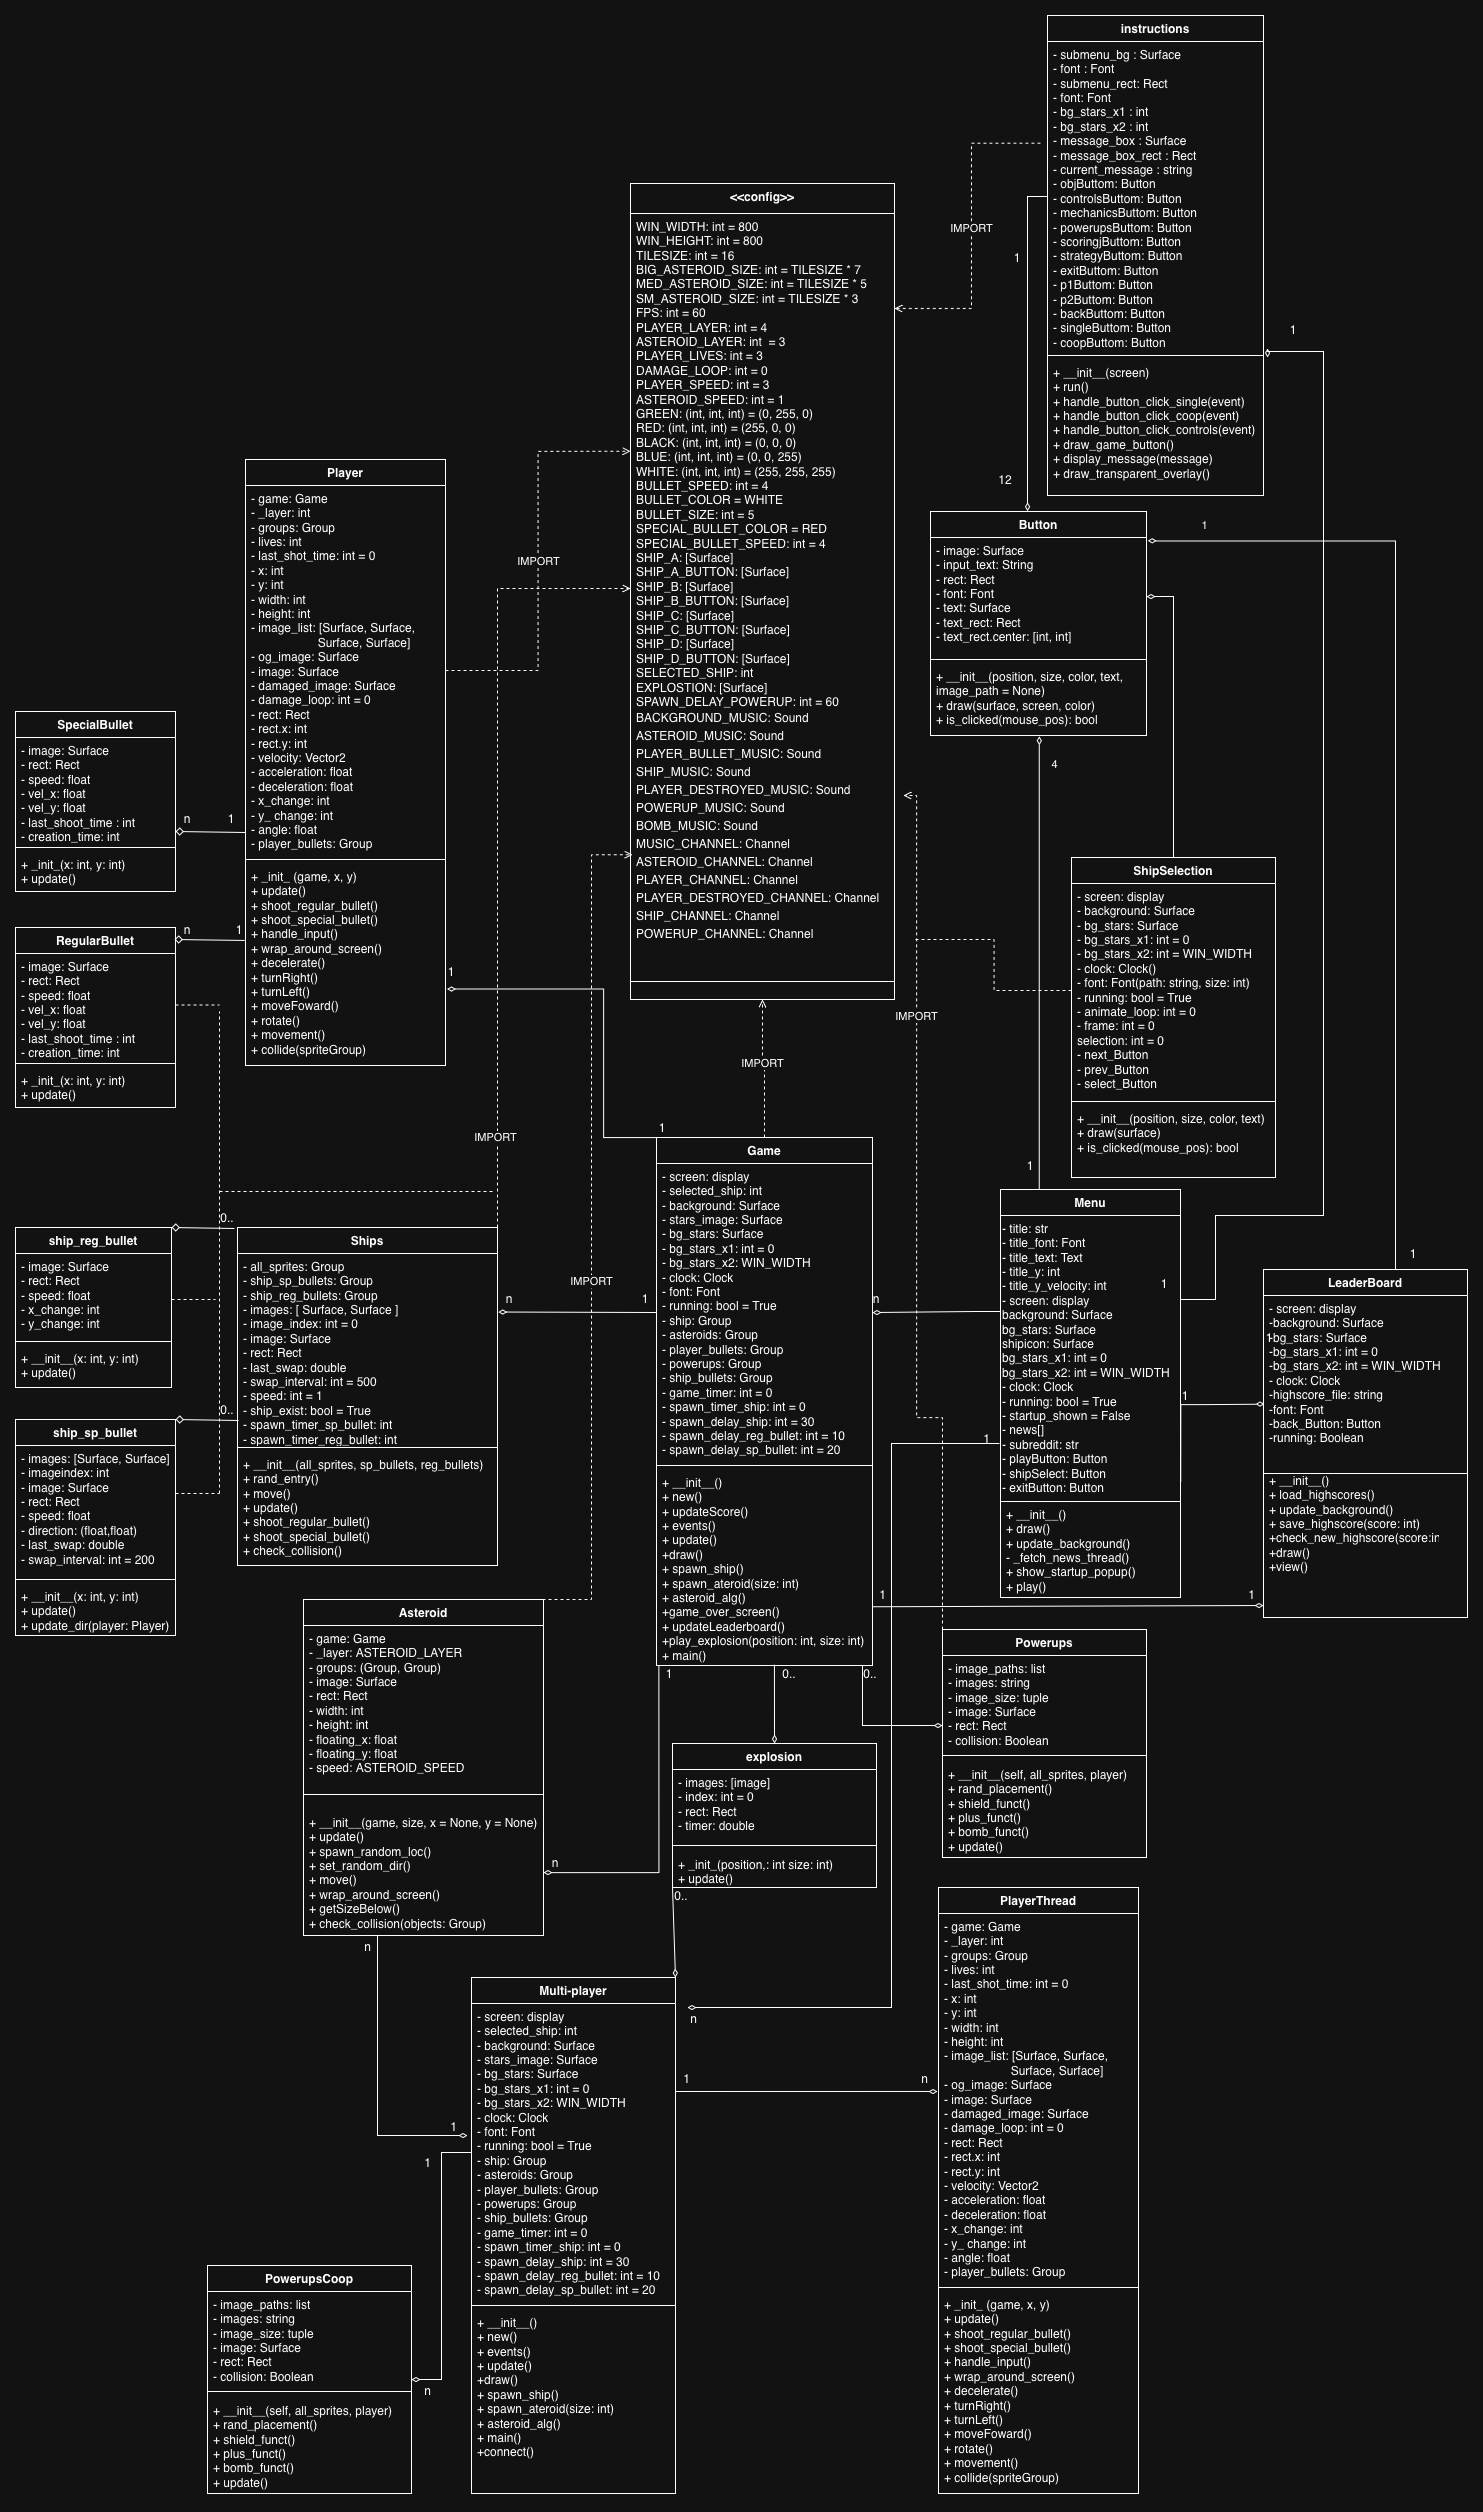 instructions
- submenu_bg : Surface
- font : Font
- submenu_rect: Rect
- font: Font
- bg_stars_x1 : int
- bg_stars_x2 : int
- message_box : Surface
- message_box_rect : Rect
- current_message : string
- objButtom: Button
- controlsButtom: Button
- mechanicsButtom: Button
- powerupsButtom: Button
- scoringjButtom: Button
- strategyButtom: Button
- exitButtom: Button
- p1Buttom: Button
- p2Buttom: Button
- backButtom: Button
- singleButtom: Button
- coopButtom: Button
+ __init__(screen)
+ run()
+ handle_button_click_single(event)
+ handle_button_click_coop(event)
+ handle_button_click_controls(event)
+ draw_game_button()
+ display_message(message)
+ draw_transparent_overlay()
IMPORT
1
12
1
<<config>>
WIN_WIDTH: int = 800
WIN_HEIGHT: int = 800
TILESIZE: int = 16
BIG_ASTEROID_SIZE: int = TILESIZE * 7
MED_ASTEROID_SIZE: int = TILESIZE * 5
SM_ASTEROID_SIZE: int = TILESIZE * 3
FPS: int = 60
PLAYER_LAYER: int = 4
ASTEROID_LAYER: int  = 3
PLAYER_LIVES: int = 3
DAMAGE_LOOP: int = 0
PLAYER_SPEED: int = 3
ASTEROID_SPEED: int = 1
GREEN: (int, int, int) = (0, 255, 0)
RED: (int, int, int) = (255, 0, 0)
BLACK: (int, int, int) = (0, 0, 0)
BLUE: (int, int, int) = (0, 0, 255)
WHITE: (int, int, int) = (255, 255, 255)
BULLET_SPEED: int = 4
BULLET_COLOR = WHITE
BULLET_SIZE: int = 5
SPECIAL_BULLET_COLOR = RED
SPECIAL_BULLET_SPEED: int = 4
SHIP_A: [Surface]
SHIP_A_BUTTON: [Surface]
SHIP_B: [Surface]
SHIP_B_BUTTON: [Surface]
SHIP_C: [Surface]
SHIP_C_BUTTON: [Surface]
SHIP_D: [Surface]
SHIP_D_BUTTON: [Surface]
SELECTED_SHIP: int
EXPLOSTION: [Surface]
SPAWN_DELAY_POWERUP: int = 60
BACKGROUND_MUSIC: Sound
ASTEROID_MUSIC: Sound
PLAYER_BULLET_MUSIC: Sound
SHIP_MUSIC: Sound
PLAYER_DESTROYED_MUSIC: Sound
POWERUP_MUSIC: Sound
BOMB_MUSIC: Sound
MUSIC_CHANNEL: Channel
ASTEROID_CHANNEL: Channel
PLAYER_CHANNEL: Channel
PLAYER_DESTROYED_CHANNEL: Channel
SHIP_CHANNEL: Channel
POWERUP_CHANNEL: Channel
Player
- game: Game
- _layer: int
- groups: Group
- lives: int
- last_shot_time: int = 0
- x: int
- y: int
- width: int
- height: int
- image_list: [Surface, Surface,
Surface, Surface]
- og_image: Surface
- image: Surface
- damaged_image: Surface
- damage_loop: int = 0
- rect: Rect
- rect.x: int
- rect.y: int
- velocity: Vector2
- acceleration: float
- deceleration: float
- x_change: int
- y_ change: int
- angle: float
- player_bullets: Group
+ _init_ (game, x, y)
+ update()
+ shoot_regular_bullet()
+ shoot_special_bullet()
+ handle_input()
+ wrap_around_screen()
+ decelerate()
+ turnRight()
+ turnLeft()
+ moveFoward()
+ rotate()
+ movement()
+ collide(spriteGroup)
IMPORT
Button
- image: Surface
- input_text: String
- rect: Rect
- font: Font
- text: Surface
- text_rect: Rect
- text_rect.center: [int, int]
+ __init__(position, size, color, text,
image_path = None)
+ draw(surface, screen, color)
+ is_clicked(mouse_pos): bool
1
4
SpecialBullet
- image: Surface
- rect: Rect
- speed: float
- vel_x: float
- vel_y: float
- last_shoot_time : int
- creation_time: int
+ _init_(x: int, y: int)
+ update()
n
1
RegularBullet
- image: Surface
- rect: Rect
- speed: float
- vel_x: float
- vel_y: float
- last_shoot_time : int
- creation_time: int
+ _init_(x: int, y: int)
+ update()
n
1
1
ShipSelection
- screen: display
- background: Surface
- bg_stars: Surface
- bg_stars_x1: int = 0
- bg_stars_x2: int = WIN_WIDTH
- clock: Clock()
- font: Font(path: string, size: int)
- running: bool = True
- animate_loop: int = 0
- frame: int = 0
selection: int = 0
- next_Button
- prev_Button
- select_Button
+ __init__(position, size, color, text)
+ draw(surface)
+ is_clicked(mouse_pos): bool
IMPORT
IMPORT
IMPORT
1
1
1
Game
- screen: display
- selected_ship: int
- background: Surface
- stars_image: Surface
- bg_stars: Surface
- bg_stars_x1: int = 0
- bg_stars_x2: WIN_WIDTH
- clock: Clock
- font: Font
- running: bool = True
- ship: Group
- asteroids: Group
- player_bullets: Group
- powerups: Group
- ship_bullets: Group
- game_timer: int = 0
- spawn_timer_ship: int = 0
- spawn_delay_ship: int = 30
- spawn_delay_reg_bullet: int = 10
- spawn_delay_sp_bullet: int = 20
+ __init__()
+ new()
+ updateScore()
+ events()
+ update()
+draw()
+ spawn_ship()
+ spawn_ateroid(size: int)
+ asteroid_alg()
+game_over_screen()
+ updateLeaderboard()
+play_explosion(position: int, size: int)
+ main()
Menu
- title: str
- title_font: Font
- title_text: Text
- title_y: int
- title_y_velocity: int
- screen: display
background: Surface
bg_stars: Surface
shipicon: Surface
bg_stars_x1: int = 0
bg_stars_x2: int = WIN_WIDTH
- clock: Clock
- running: bool = True
- startup_shown = False
- news[]
- subreddit: str
- playButton: Button
- shipSelect: Button
- exitButton: Button
+ __init__()
+ draw()
+ update_background()
- _fetch_news_thread()
+ show_startup_popup()
+ play()
1
1
1
n
LeaderBoard
- screen: display
-background: Surface
-bg_stars: Surface
-bg_stars_x1: int = 0
-bg_stars_x2: int = WIN_WIDTH
- clock: Clock
-highscore_file: string
-font: Font
-back_Button: Button
-running: Boolean
+ __init__()
+ load_highscores()
+ update_background()
+ save_highscore(score: int)
+check_new_highscore(score:in
+draw()
+view()
1
1
1
0..
ship_reg_bullet
- image: Surface
- rect: Rect
- speed: float
- x_change: int
- y_change: int
+ __init__(x: int, y: int)
+ update()
0..
ship_sp_bullet
- images: [Surface, Surface]
- imageindex: int
- image: Surface
- rect: Rect
- speed: float
- direction: (float,float)
- last_swap: double
- swap_interval: int = 200
+ __init__(x: int, y: int)
+ update()
+ update_dir(player: Player)
Ships
- all_sprites: Group
- ship_sp_bullets: Group
- ship_reg_bullets: Group
- images: [ Surface, Surface ]
- image_index: int = 0
- image: Surface
- rect: Rect
- last_swap: double
- swap_interval: int = 500
- speed: int = 1
- ship_exist: bool = True
- spawn_timer_sp_bullet: int
- spawn_timer_reg_bullet: int
+ __init__(all_sprites, sp_bullets, reg_bullets)
+ rand_entry()
+ move()
+ update()
+ shoot_regular_bullet()
+ shoot_special_bullet()
+ check_collision()
n
1
IMPORT
Asteroid
- game: Game
- _layer: ASTEROID_LAYER
- groups: (Group, Group)
- image: Surface
- rect: Rect
- width: int
- height: int
- floating_x: float
- floating_y: float
- speed: ASTEROID_SPEED
+ __init__(game, size, x = None, y = None)
+ update()
+ spawn_random_loc()
+ set_random_dir()
+ move()
+ wrap_around_screen()
+ getSizeBelow()
+ check_collision(objects: Group)
n
n
1
0..
0..
explosion
- images: [image]
- index: int = 0
- rect: Rect
- timer: double
+ _init_(position,: int size: int)
+ update()
0..
Powerups
- image_paths: list
- images: string
- image_size: tuple
- image: Surface
- rect: Rect
- collision: Boolean
+ __init__(self, all_sprites, player)
+ rand_placement()
+ shield_funct()
+ plus_funct()
+ bomb_funct()
+ update()
Multi-player
- screen: display
- selected_ship: int
- background: Surface
- stars_image: Surface
- bg_stars: Surface
- bg_stars_x1: int = 0
- bg_stars_x2: WIN_WIDTH
- clock: Clock
- font: Font
- running: bool = True
- ship: Group
- asteroids: Group
- player_bullets: Group
- powerups: Group
- ship_bullets: Group
- game_timer: int = 0
- spawn_timer_ship: int = 0
- spawn_delay_ship: int = 30
- spawn_delay_reg_bullet: int = 10
- spawn_delay_sp_bullet: int = 20
+ __init__()
+ new()
+ events()
+ update()
+draw()
+ spawn_ship()
+ spawn_ateroid(size: int)
+ asteroid_alg()
+ main()
+connect()
n
1
n
1
1
n
PlayerThread
- game: Game
- _layer: int
- groups: Group
- lives: int
- last_shot_time: int = 0
- x: int
- y: int
- width: int
- height: int
- image_list: [Surface, Surface,
Surface, Surface]
- og_image: Surface
- image: Surface
- damaged_image: Surface
- damage_loop: int = 0
- rect: Rect
- rect.x: int
- rect.y: int
- velocity: Vector2
- acceleration: float
- deceleration: float
- x_change: int
- y_ change: int
- angle: float
- player_bullets: Group
+ _init_ (game, x, y)
+ update()
+ shoot_regular_bullet()
+ shoot_special_bullet()
+ handle_input()
+ wrap_around_screen()
+ decelerate()
+ turnRight()
+ turnLeft()
+ moveFoward()
+ rotate()
+ movement()
+ collide(spriteGroup)
PowerupsCoop
- image_paths: list
- images: string
- image_size: tuple
- image: Surface
- rect: Rect
- collision: Boolean
+ __init__(self, all_sprites, player)
+ rand_placement()
+ shield_funct()
+ plus_funct()
+ bomb_funct()
+ update()